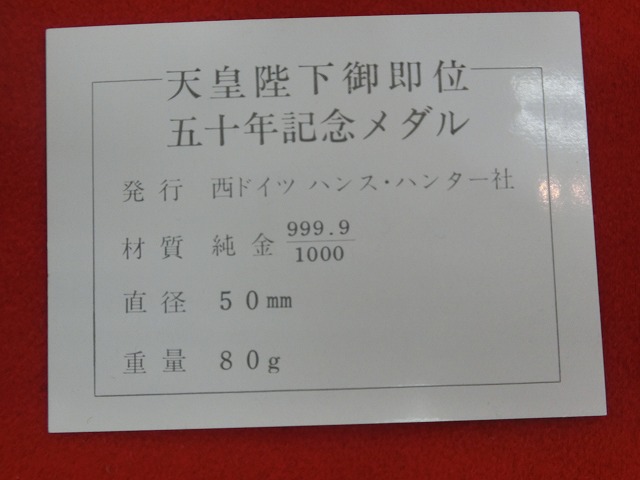 天皇陛下御即位
五十年記念メダル
発行 西ドイツ ハンス・ハンター社
材質 純金 999.9/1000
直径 50mm
重量 80g